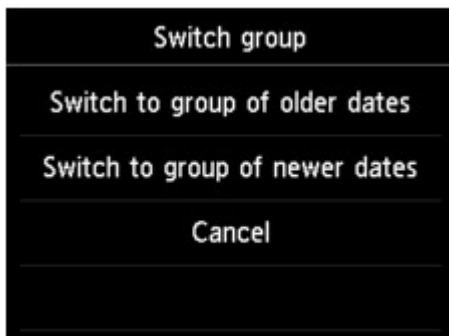 Switch group
Switch to group of older dates
Switch to group of newer dates
Cancel